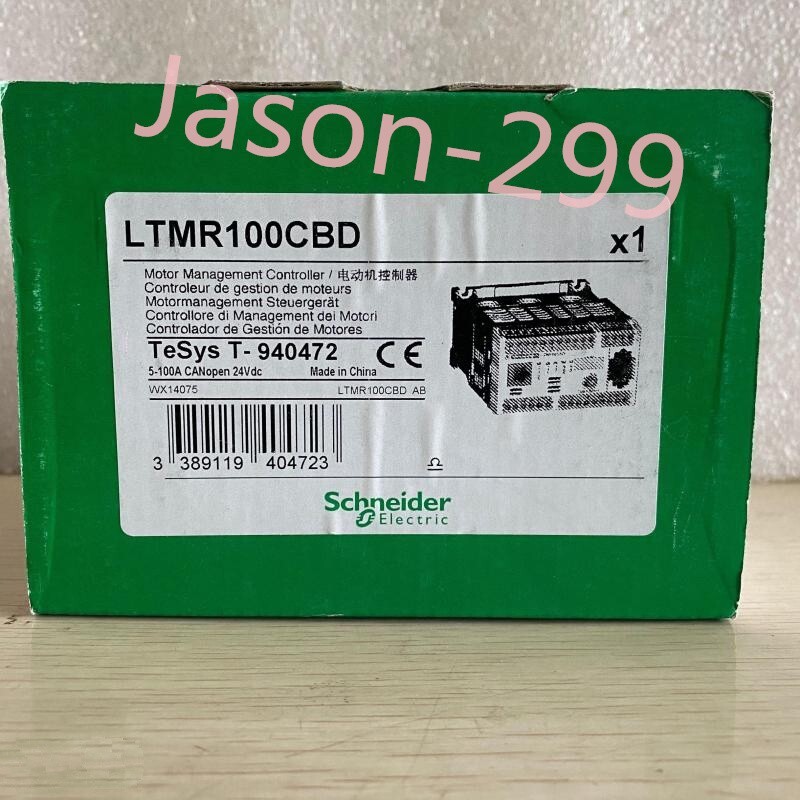 Jason-299
LTMR100CBD x1
Motor Management Controller / 电动机控制器
Controleur de gestion de moteurs
Motormanagement Steuergerät
Controllore di Management dei Motori
Controlador de Gestión de Motores
TeSys T- 940472 CE
5-100A CANopen 24Vdc Made in China
WX14075 LTMR100CBD AB
3 389119 404723
Schneider
Electric